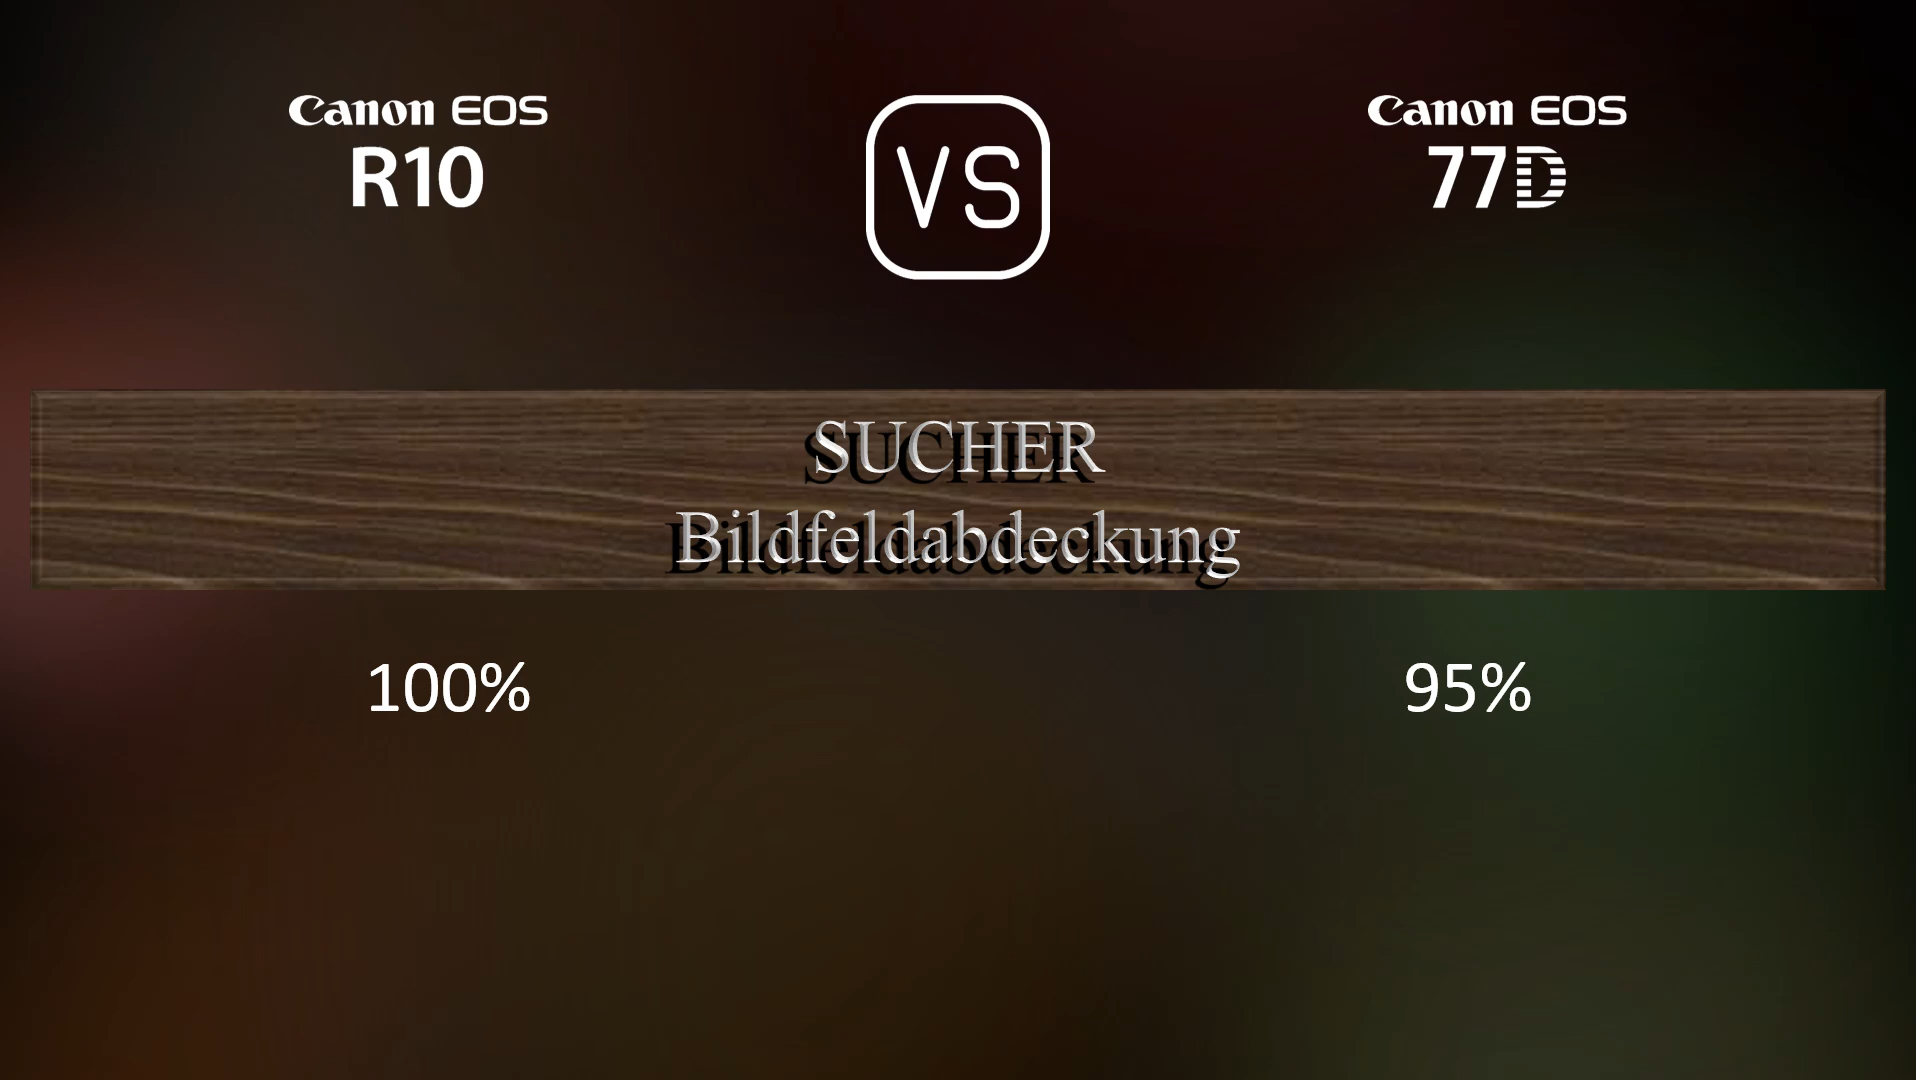 Canon EOS
R10
VS
Canon EOS
77D
SUCHER
Bildfeldabdeckung
100%
95%